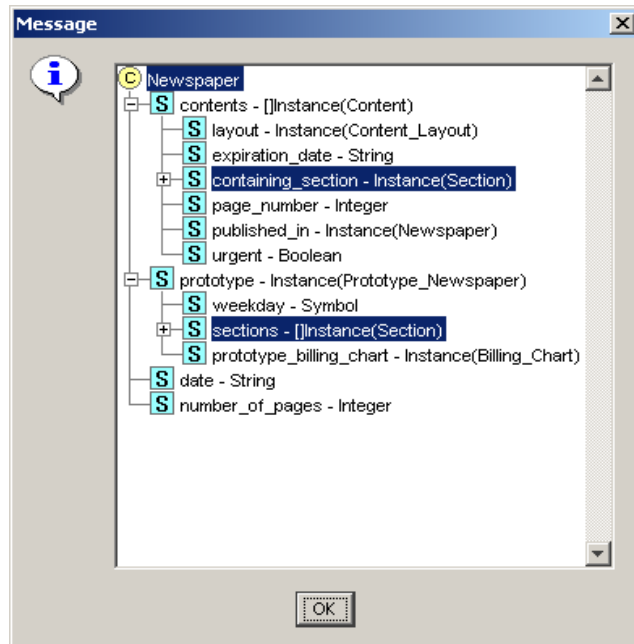 Message
i
C Newspaper
S contents - []Instance(Content)
S layout - Instance(Content_Layout)
S expiration_date - String
S containing_section - Instance(Section)
S page_number - Integer
S published_in - Instance(Newspaper)
S urgent - Boolean
S prototype - Instance(Prototype_Newspaper)
S weekday - Symbol
S sections - []Instance(Section)
S prototype_billing_chart - Instance(Billing_Chart)
S date - String
S number_of_pages - Integer
OK